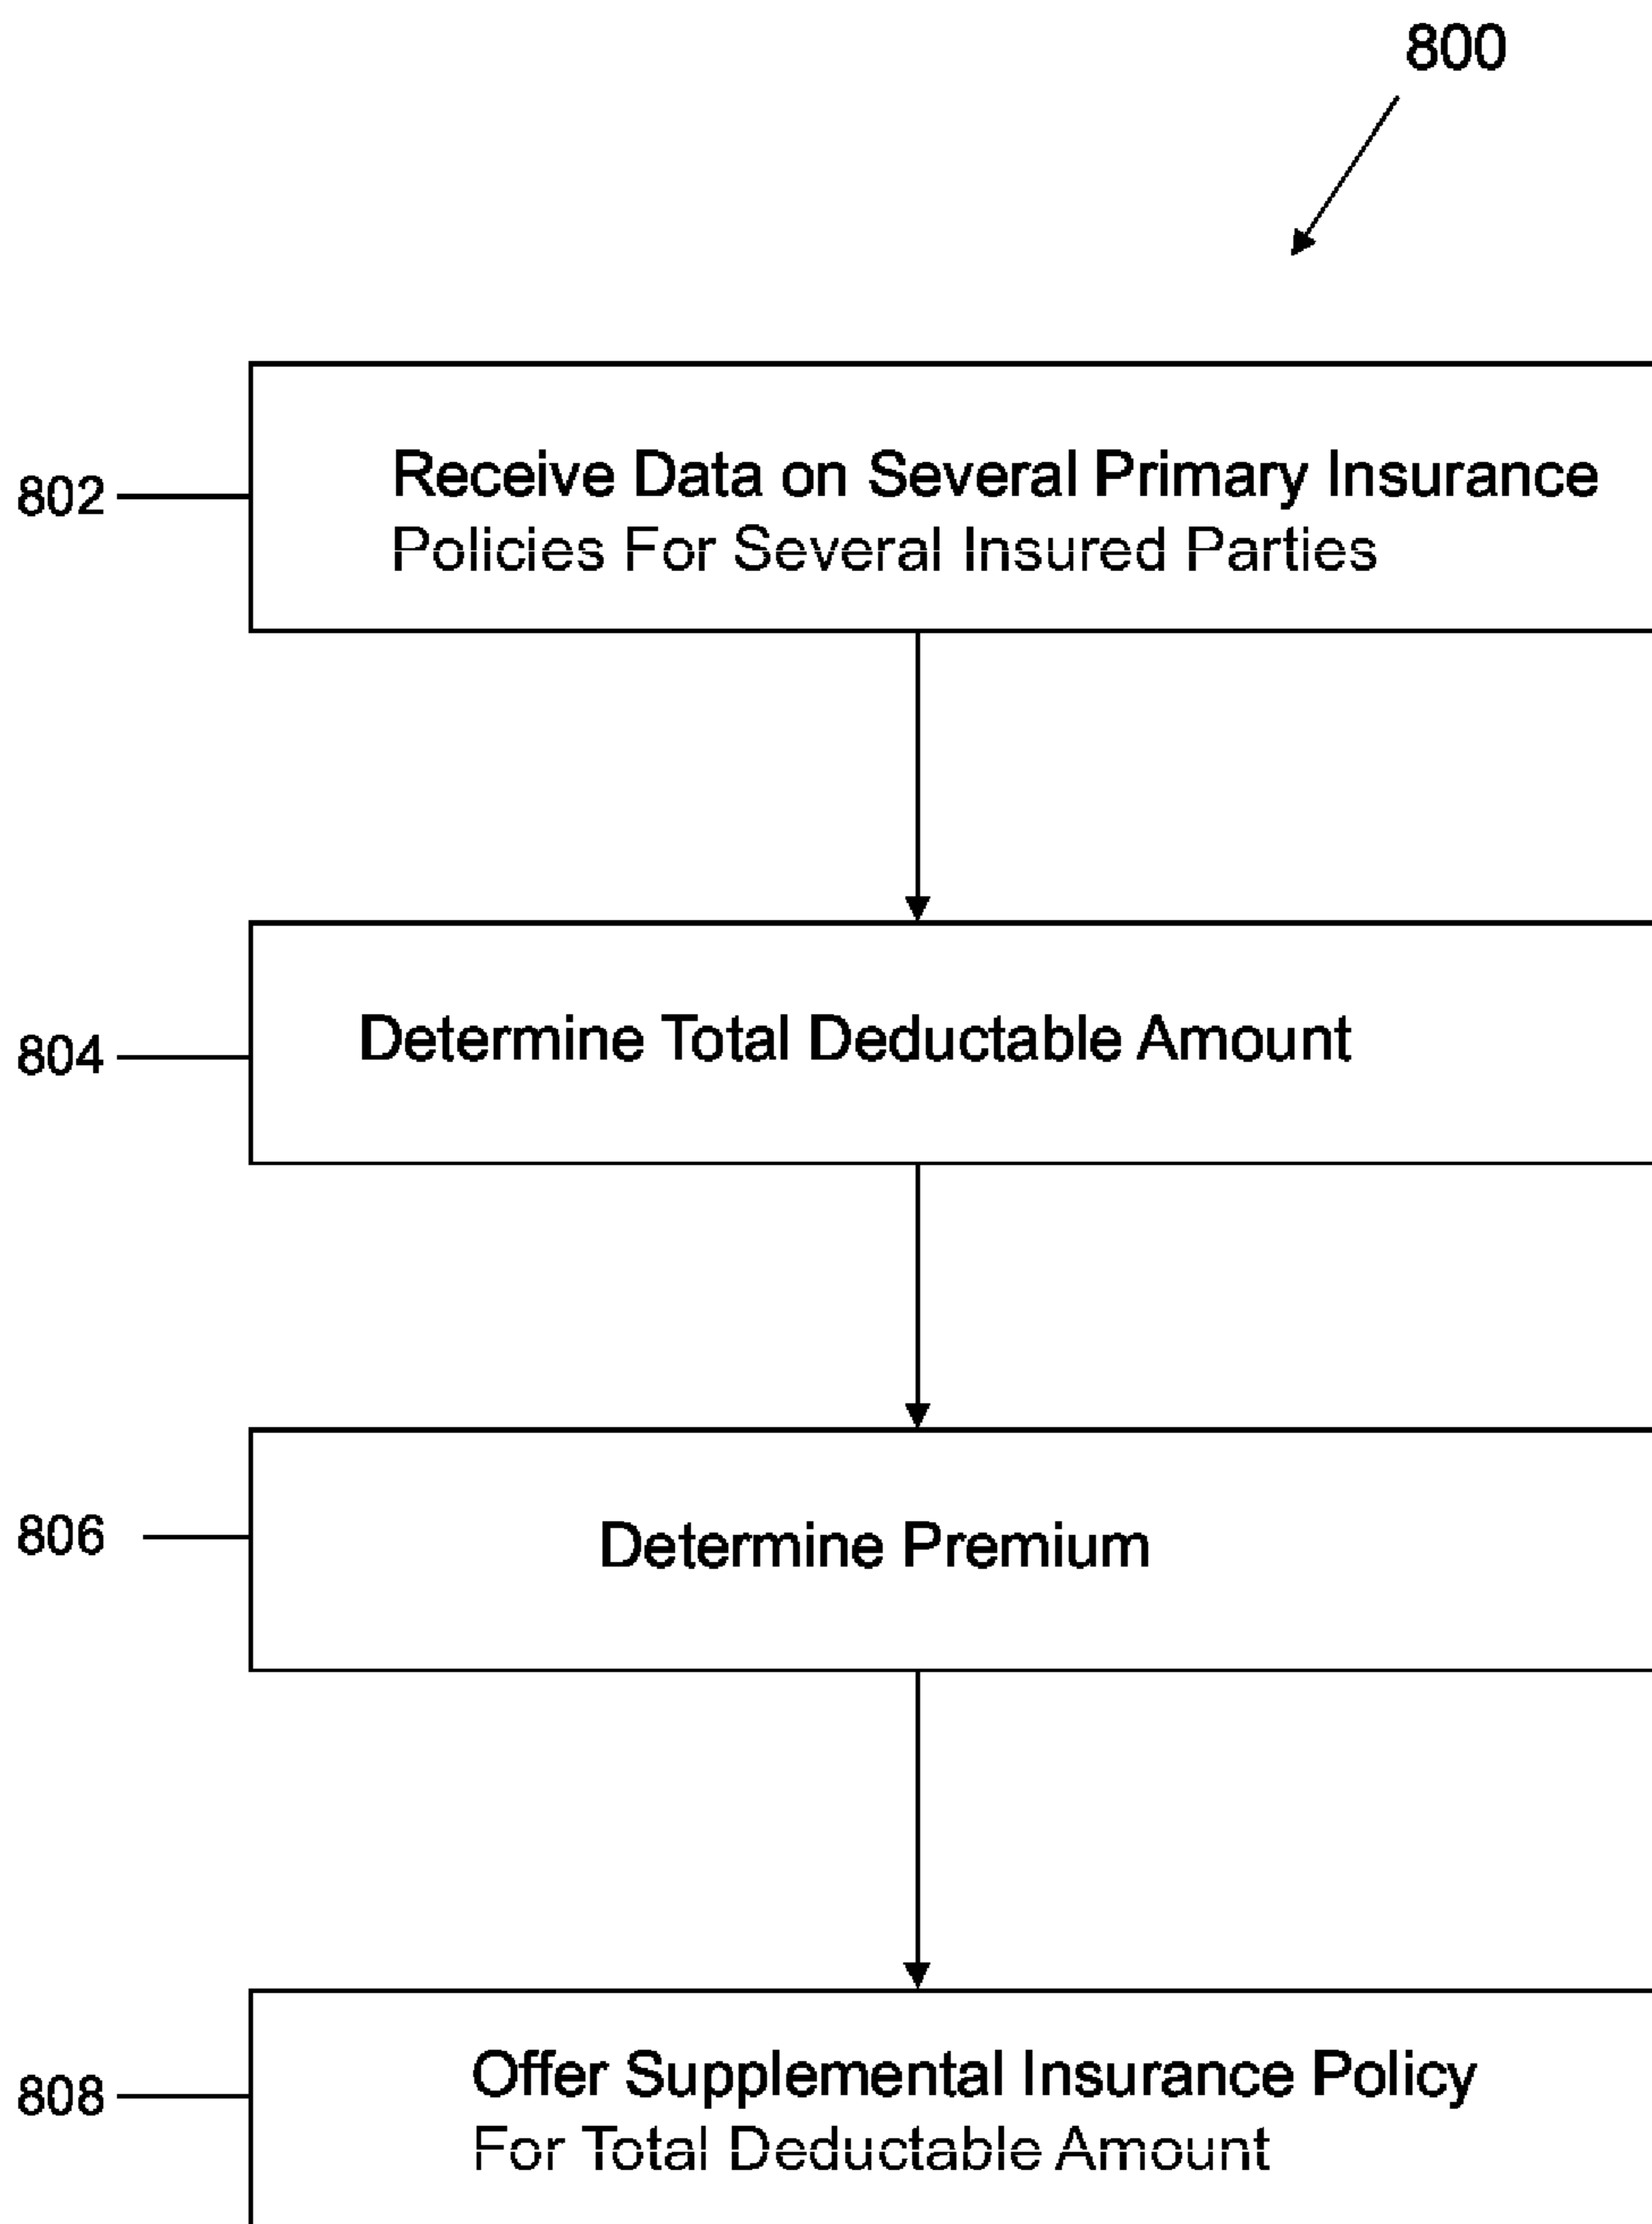 800
802
Receive Data on Several Primary Insurance
Policies For Several Insured Parties
804
Determine Total Deductable Amount
806
Determine Premium
808
Offer Supplemental Insurance Policy
For Total Deductable Amount